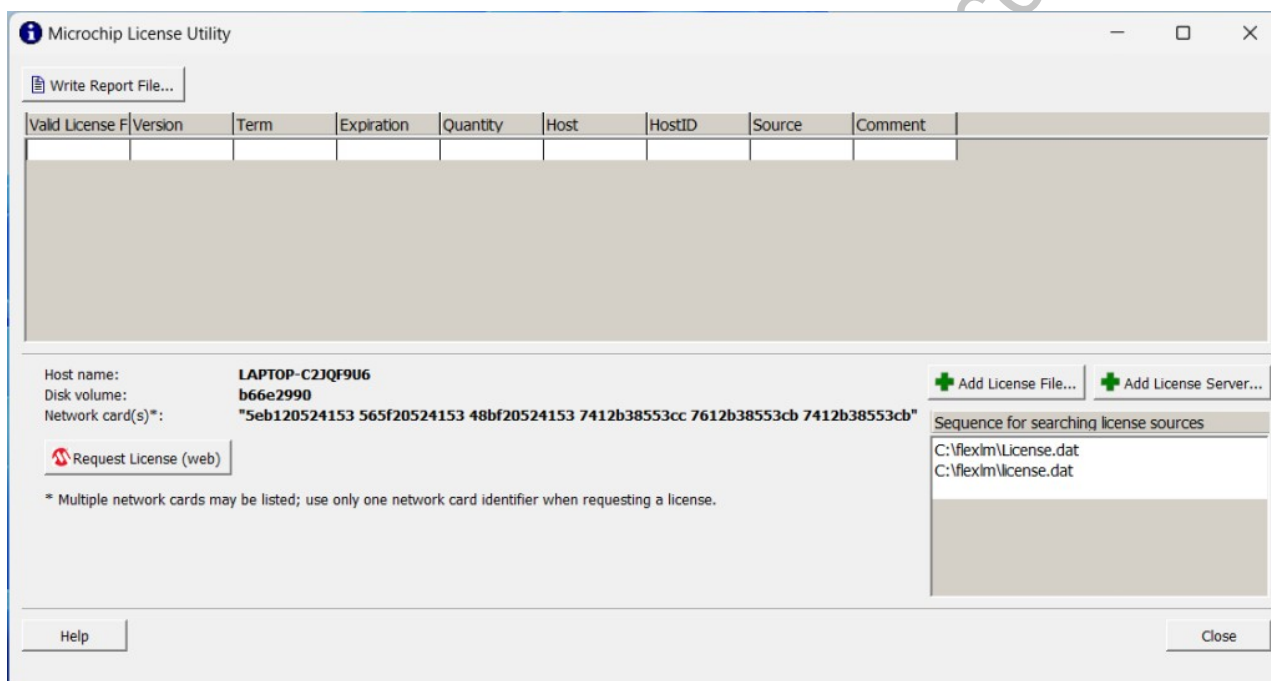 Microchip License Utility
Write Report File...
Valid License F Version Term Expiration Quantity Host HostID Source Comment
Host name: LAPTOP-C2JQF9U6
Disk volume: b66e2990
Network card(s)*: "5eb120524153 565f20524153 48bf20524153 7412b38553cc 7612b38553cb 7412b38553cb"
Add License File... Add License Server...
Sequence for searching license sources
C:\flexlm\License.dat
C:\flexlm\license.dat
Request License (web)
* Multiple network cards may be listed; use only one network card identifier when requesting a license.
Help Close